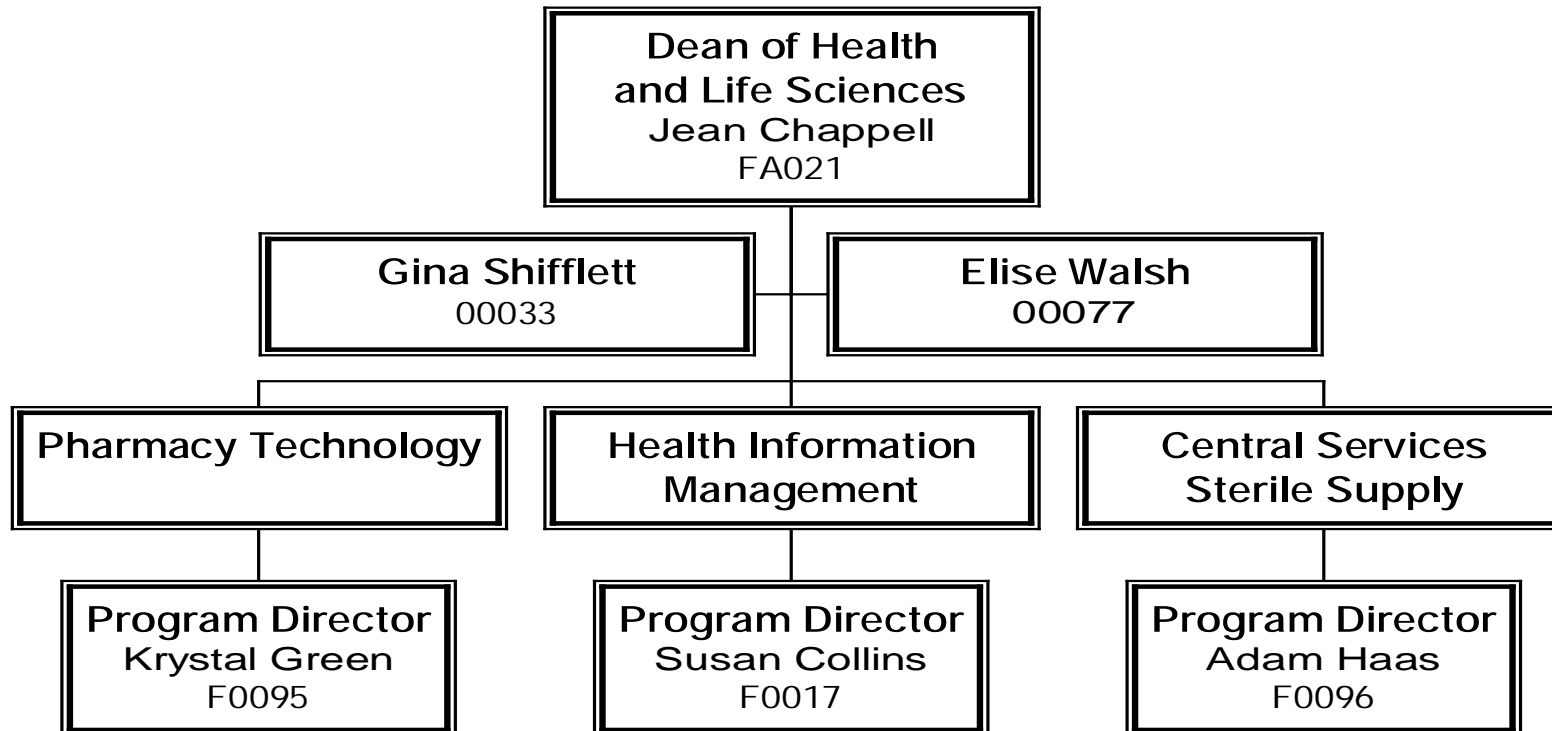 Dean of Health
and Life Sciences
Jean Chappell
FA021
Gina Shifflett
00033
Elise Walsh
00077
Pharmacy Technology
Health Information
Management
Central Services
Sterile Supply
Program Director
Krystal Green
F0095
Program Director
Susan Collins
F0017
Program Director
Adam Haas
F0096